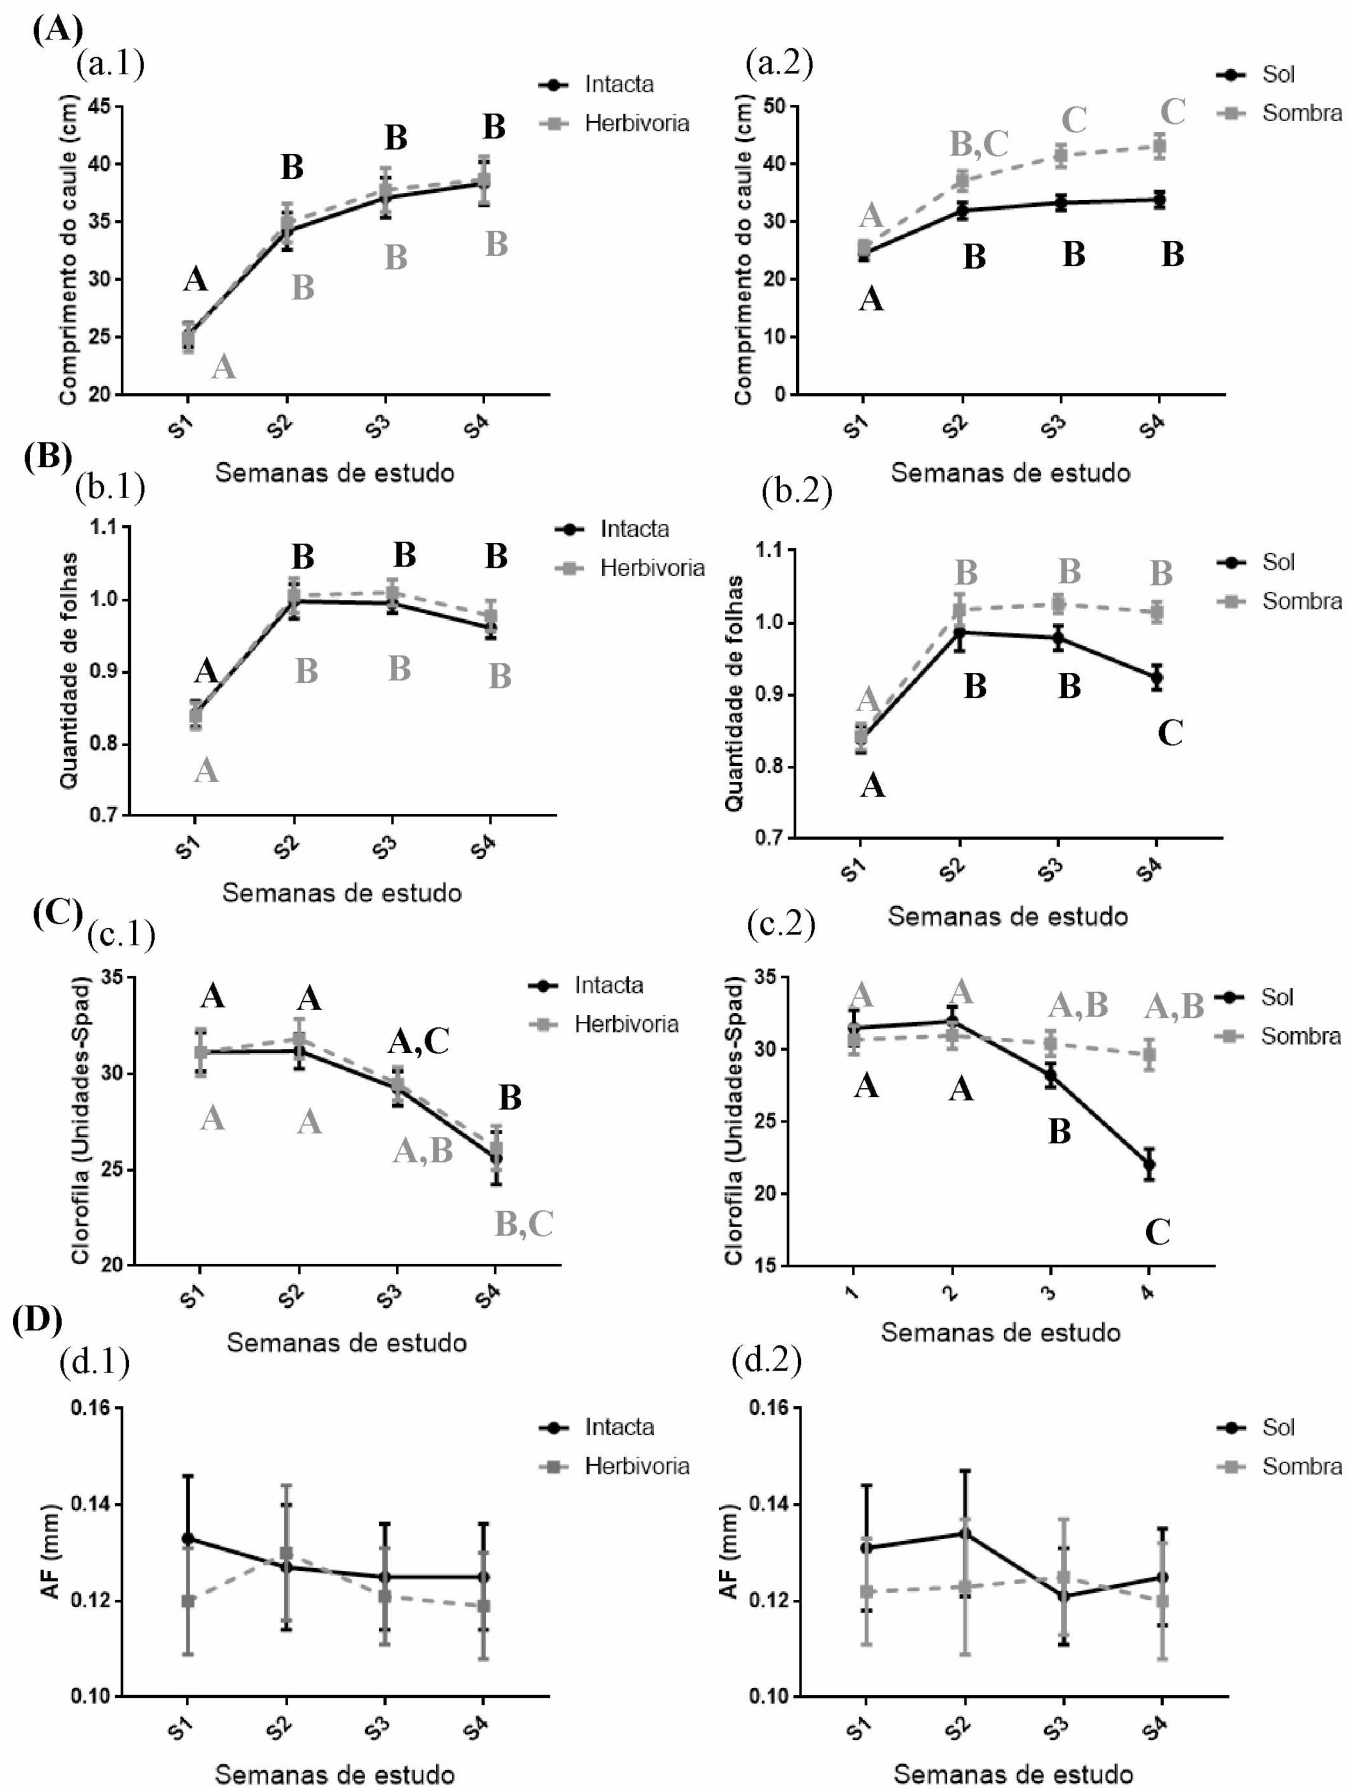 (A)
(a.1)
Intacta
Herbivoria
Comprimento do caule (cm)
45
40
35
30
25
20
A
B
B
B
A
B
B
B
S1 S2 S3 S4
Semanas de estudo
(a.2)
Sol
Sombra
Comprimento do caule (cm)
50
40
30
20
10
0
A
B,C
C
C
A
B
B
B
S1 S2 S3 S4
Semanas de estudo
(B)
(b.1)
Intacta
Herbivoria
Quantidade de folhas
1.1
1.0
0.9
0.8
0.7
A
B
B
B
A
B
B
B
S1 S2 S3 S4
Semanas de estudo
(b.2)
Sol
Sombra
Quantidade de folhas
1.1
1.0
0.9
0.8
0.7
A
B
B
B
A
B
B
C
S1 S2 S3 S4
Semanas de estudo
(C)
(c.1)
Intacta
Herbivoria
Clorofila (Unidades-Spad)
35
30
25
20
A
A
A,C
B
A
A
A,B
B,C
S1 S2 S3 S4
Semanas de estudo
(c.2)
Sol
Sombra
Clorofila (Unidades-Spad)
35
30
25
20
15
A
A
A,B
A,B
A
A
B
C
1 2 3 4
Semanas de estudo
(D)
(d.1)
Intacta
Herbivoria
AF (mm)
0.16
0.14
0.12
0.10
S1 S2 S3 S4
Semanas de estudo
(d.2)
Sol
Sombra
AF (mm)
0.16
0.14
0.12
0.10
S1 S2 S3 S4
Semanas de estudo